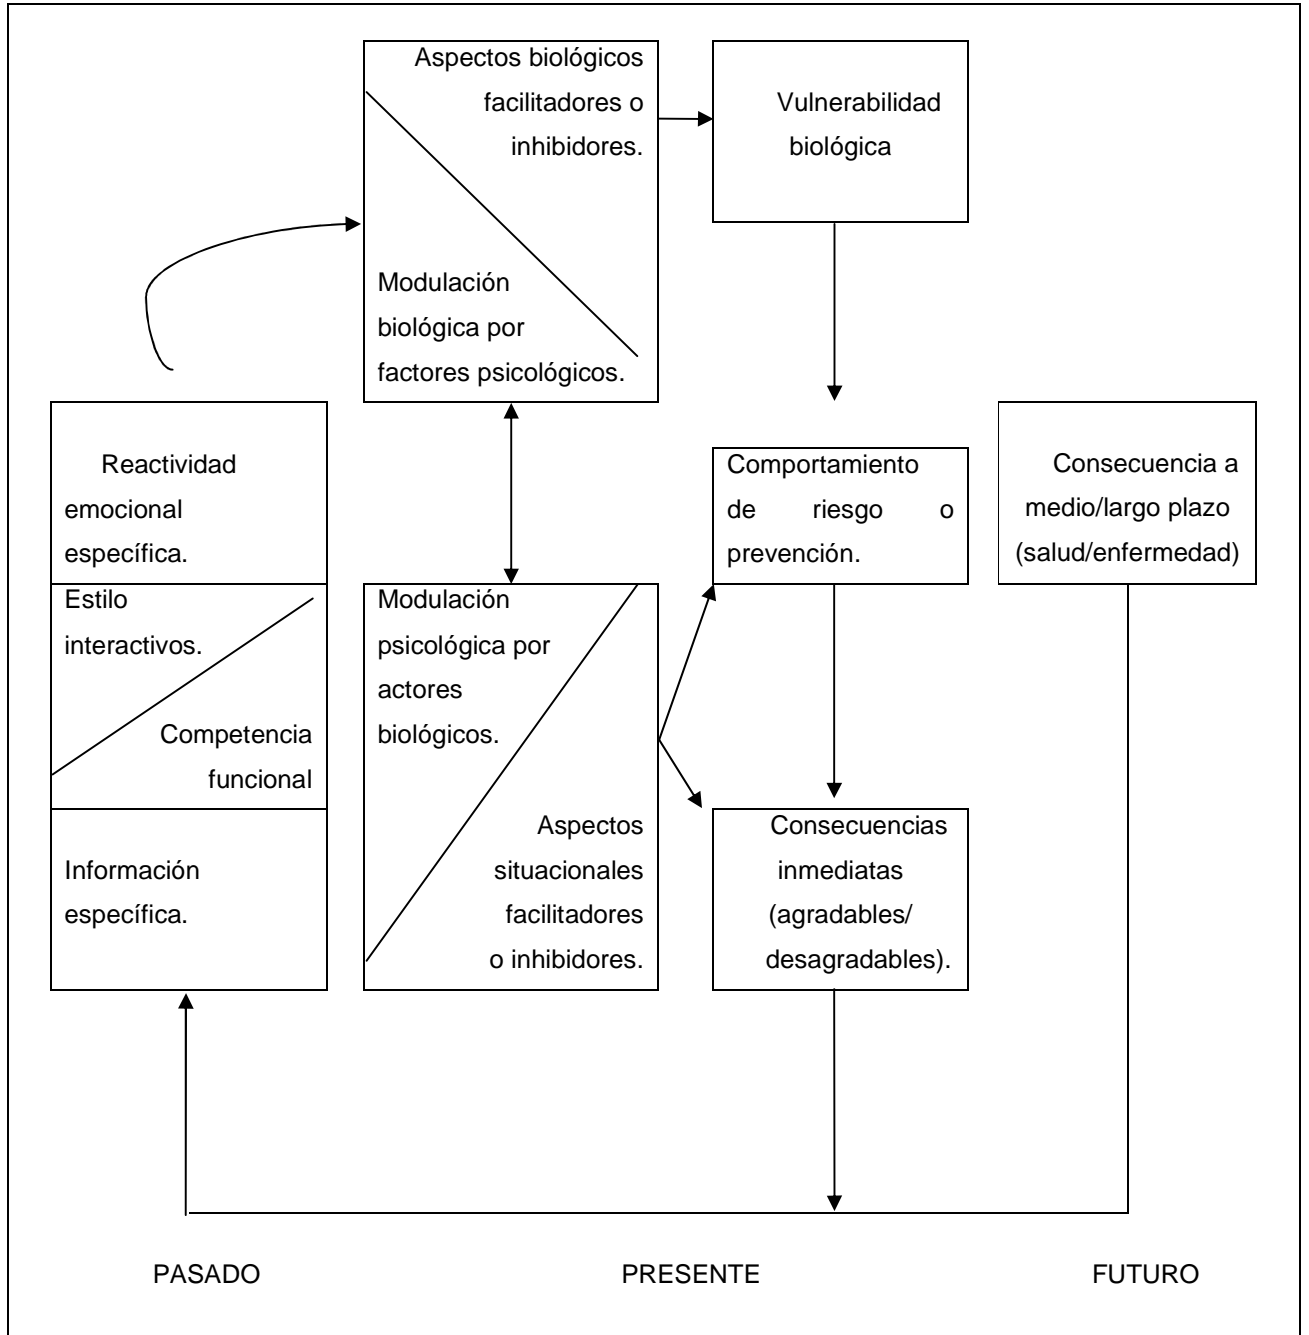 Aspectos biológicos
facilitadores o
inhibidores.
Modulación
biológica por
factores psicológicos.
Vulnerabilidad
biológica
Reactividad
emocional
específica.
Estilo
interactivos.
Competencia
funcional
Información
específica.
Modulación
psicológica por
actores
biológicos.
Aspectos
situacionales
facilitadores
o inhibidores.
Comportamiento
de riesgo o
prevención.
Consecuencias
inmediatas
(agradables/
desagradables).
Consecuencia a
medio/largo plazo
(salud/enfermedad)
PASADO
PRESENTE
FUTURO